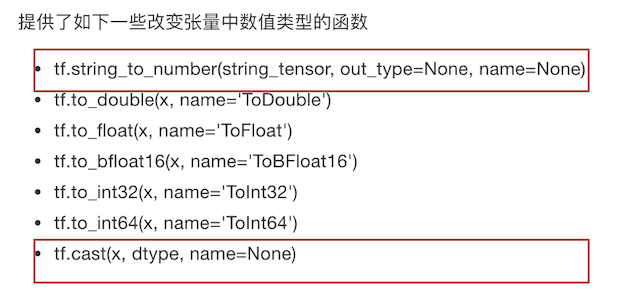 提供了如下一些改变张量中数值类型的函数
• tf.string_to_number(string_tensor, out_type=None, name=None)
• tf.to_double(x, name='ToDouble')
• tf.to_float(x, name='ToFloat')
• tf.to_bfloat16(x, name='ToBFloat16')
• tf.to_int32(x, name='ToInt32')
• tf.to_int64(x, name='ToInt64')
• tf.cast(x, dtype, name=None)